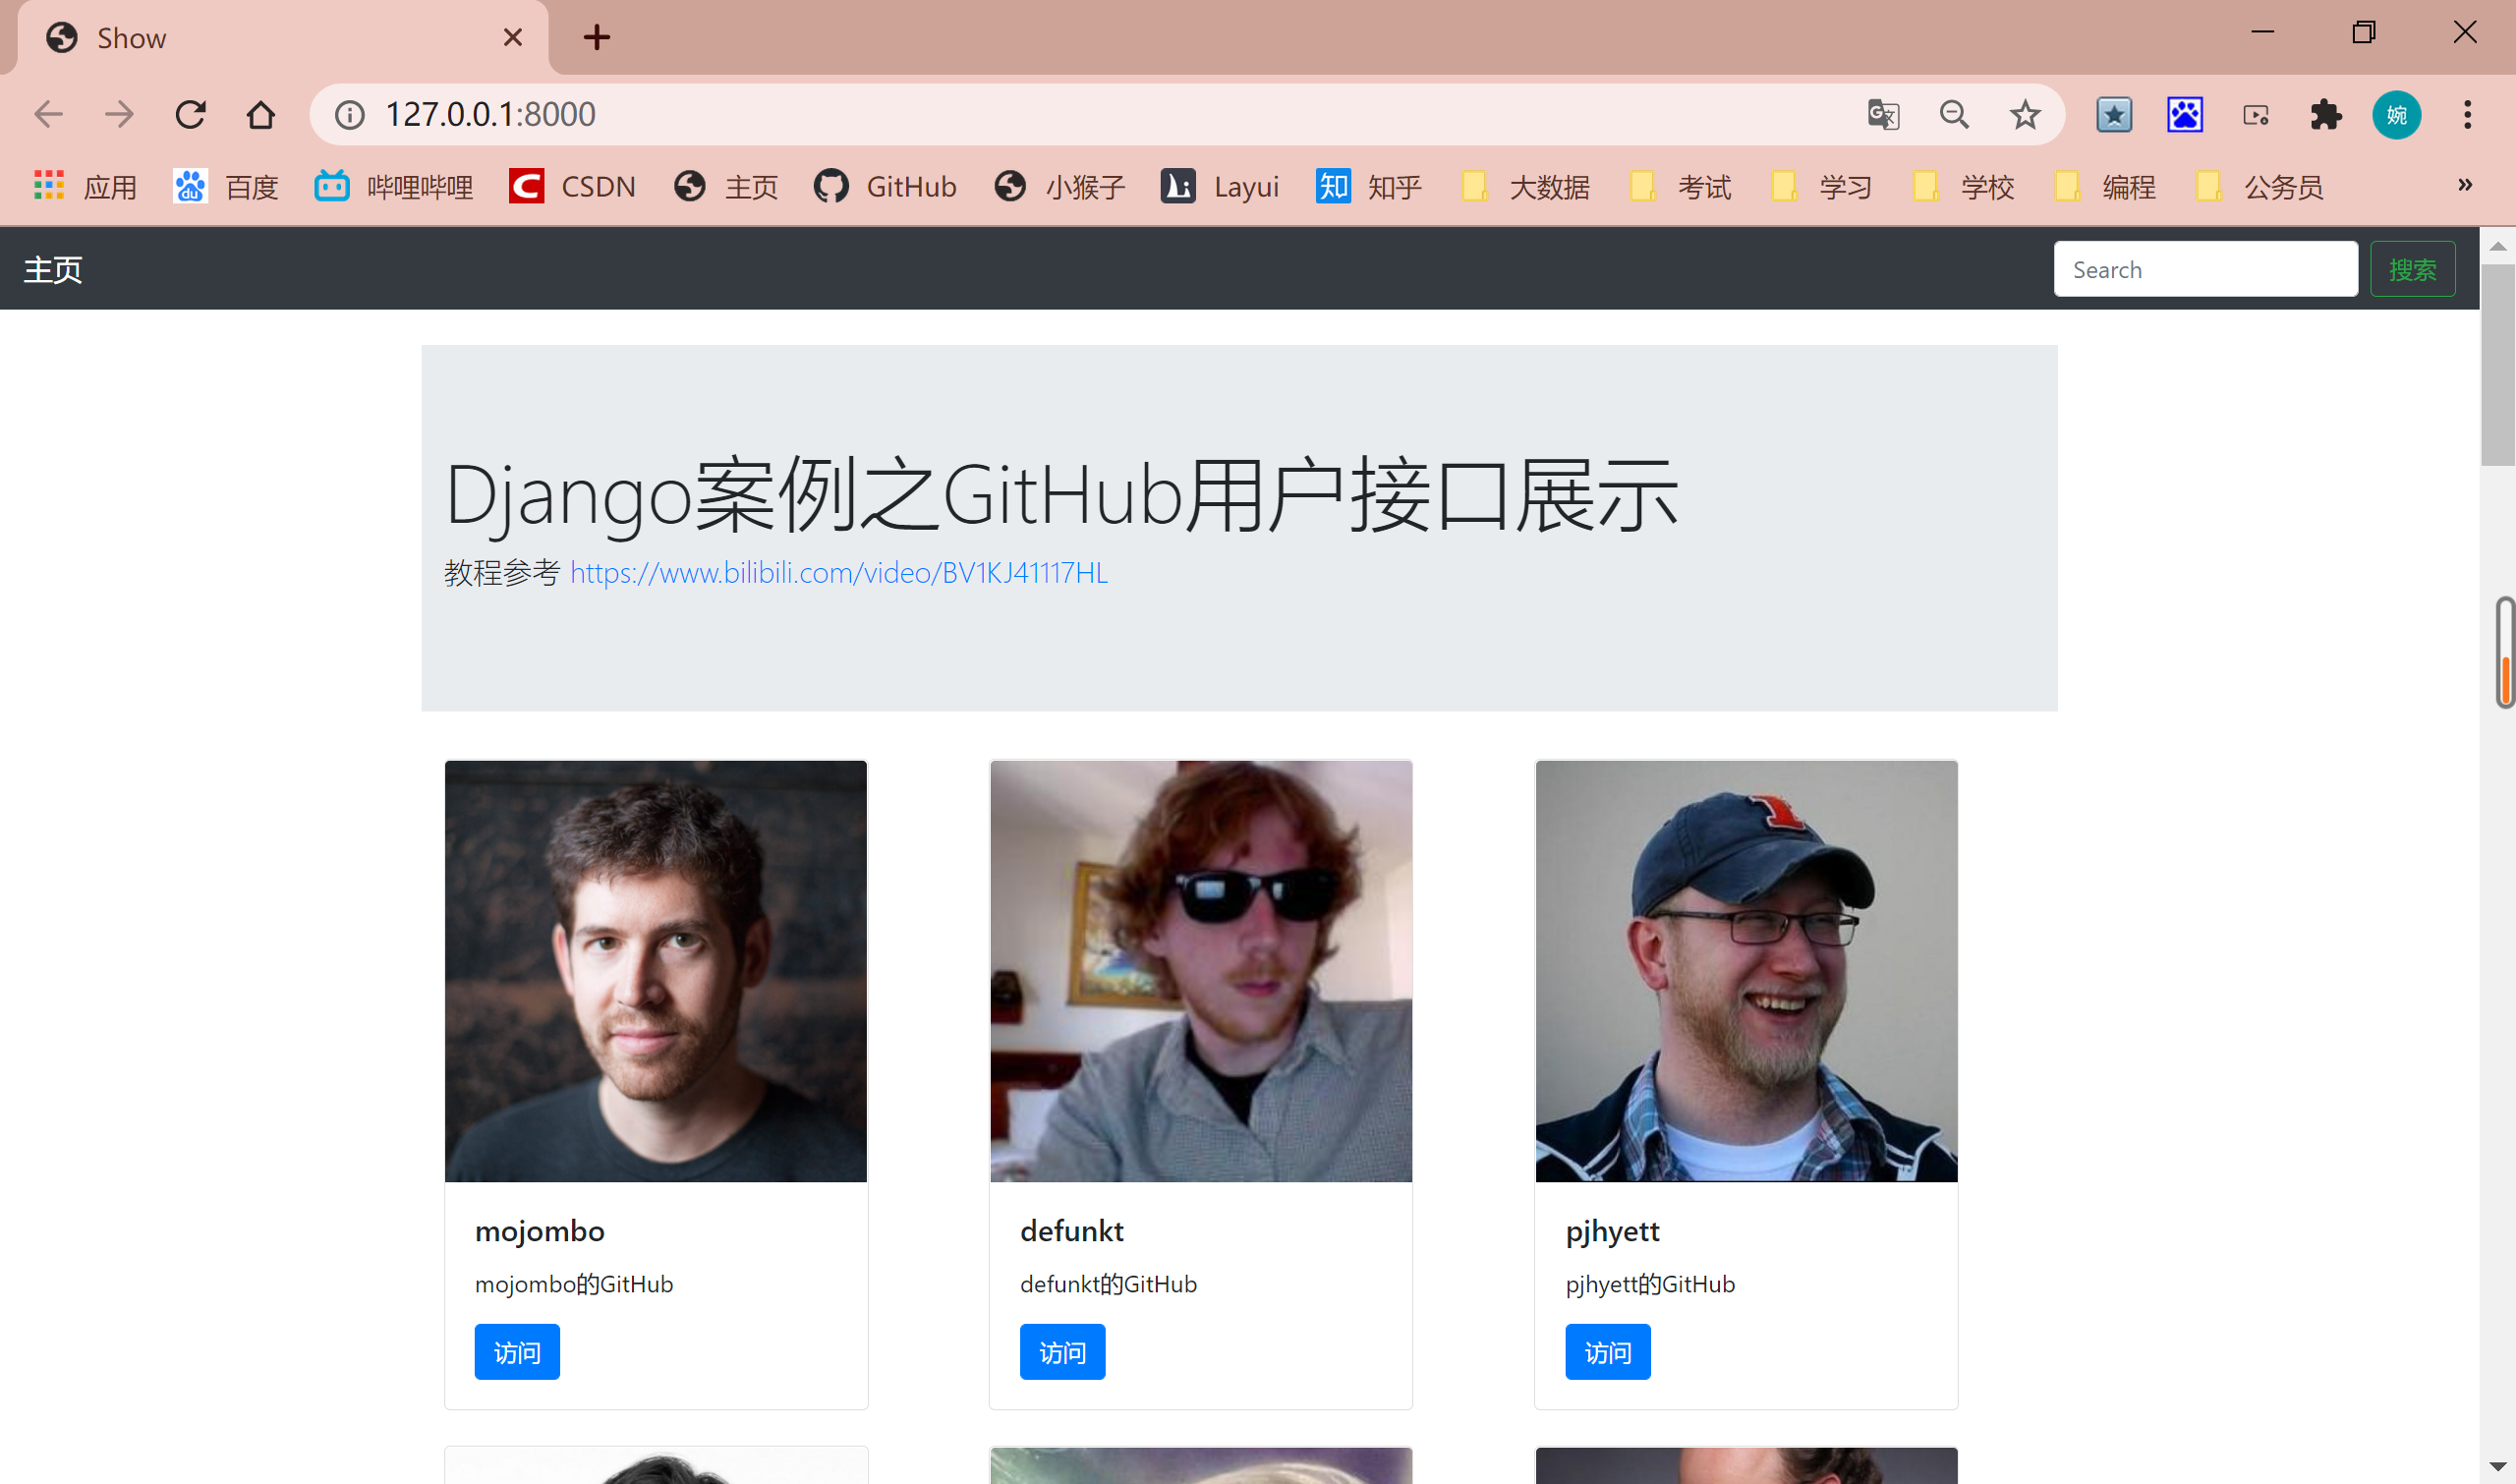 Show
127.0.0.1:8000
应用 百度 哔哩哔哩 CSDN 主页 GitHub 小猴子 Layui 知乎 大数据 考试 学习 学校 编程 公务员 »
主页 Search 搜索
Django案例之GitHub用户接口展示
教程参考 https://www.bilibili.com/video/BV1KJ41117HL
mojombo defunkt pjhyett
mojombo的GitHub defunkt的GitHub pjhyett的GitHub
访问 访问 访问